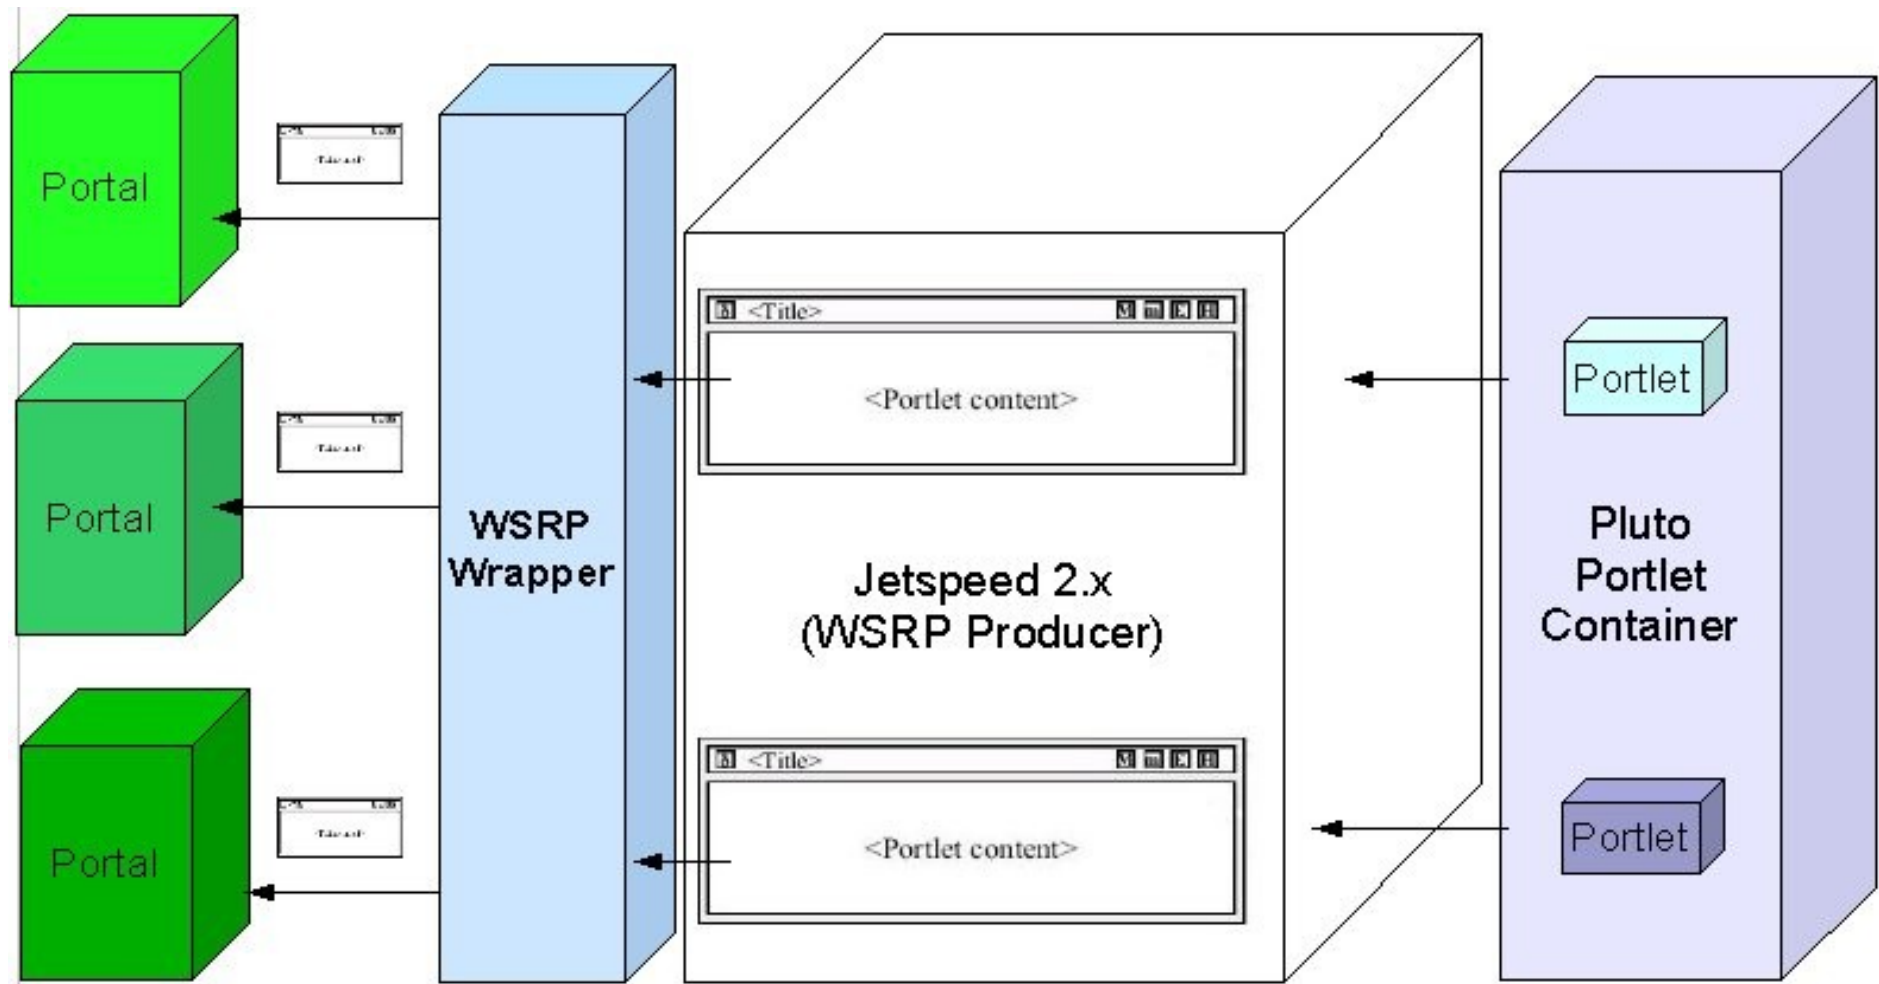 Portal
Portal
Portal
WSRP
Wrapper
<Title>
M m E H
<Portlet content>
Jetspeed 2.x
(WSRP Producer)
<Title>
M m E H
<Portlet content>
Portlet
Pluto
Portlet
Container
Portlet